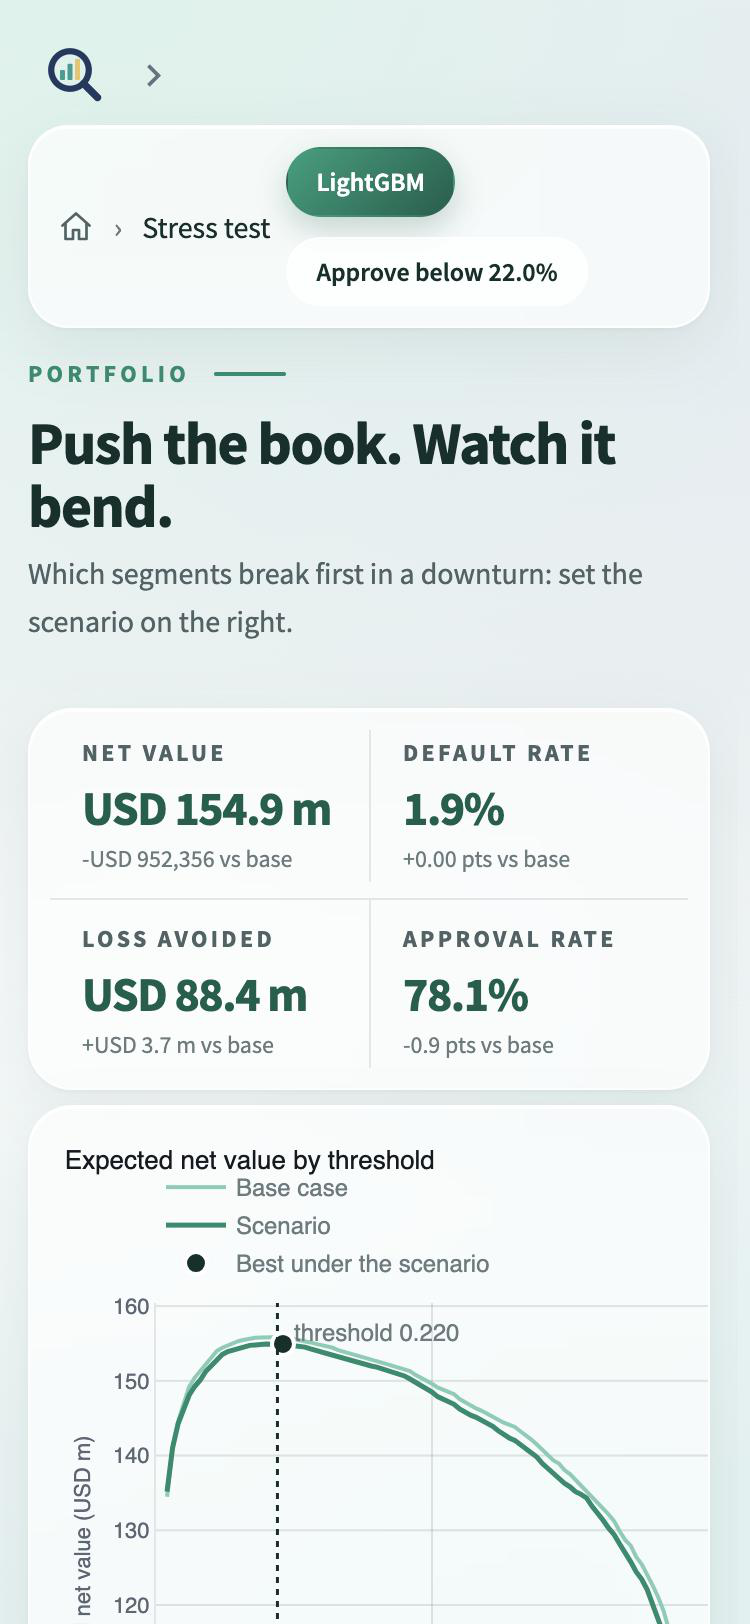 LightGBM
› Stress test
Approve below 22.0%
PORTFOLIO
Push the book. Watch it
bend.
Which segments break first in a downturn: set the
scenario on the right.
NET VALUE
USD 154.9 m
-USD 952,356 vs base
DEFAULT RATE
1.9%
+0.00 pts vs base
LOSS AVOIDED
USD 88.4 m
+USD 3.7 m vs base
APPROVAL RATE
78.1%
-0.9 pts vs base
Expected net value by threshold
Base case
Scenario
Best under the scenario
160
threshold 0.220
150
140
130
120
net value (USD m)